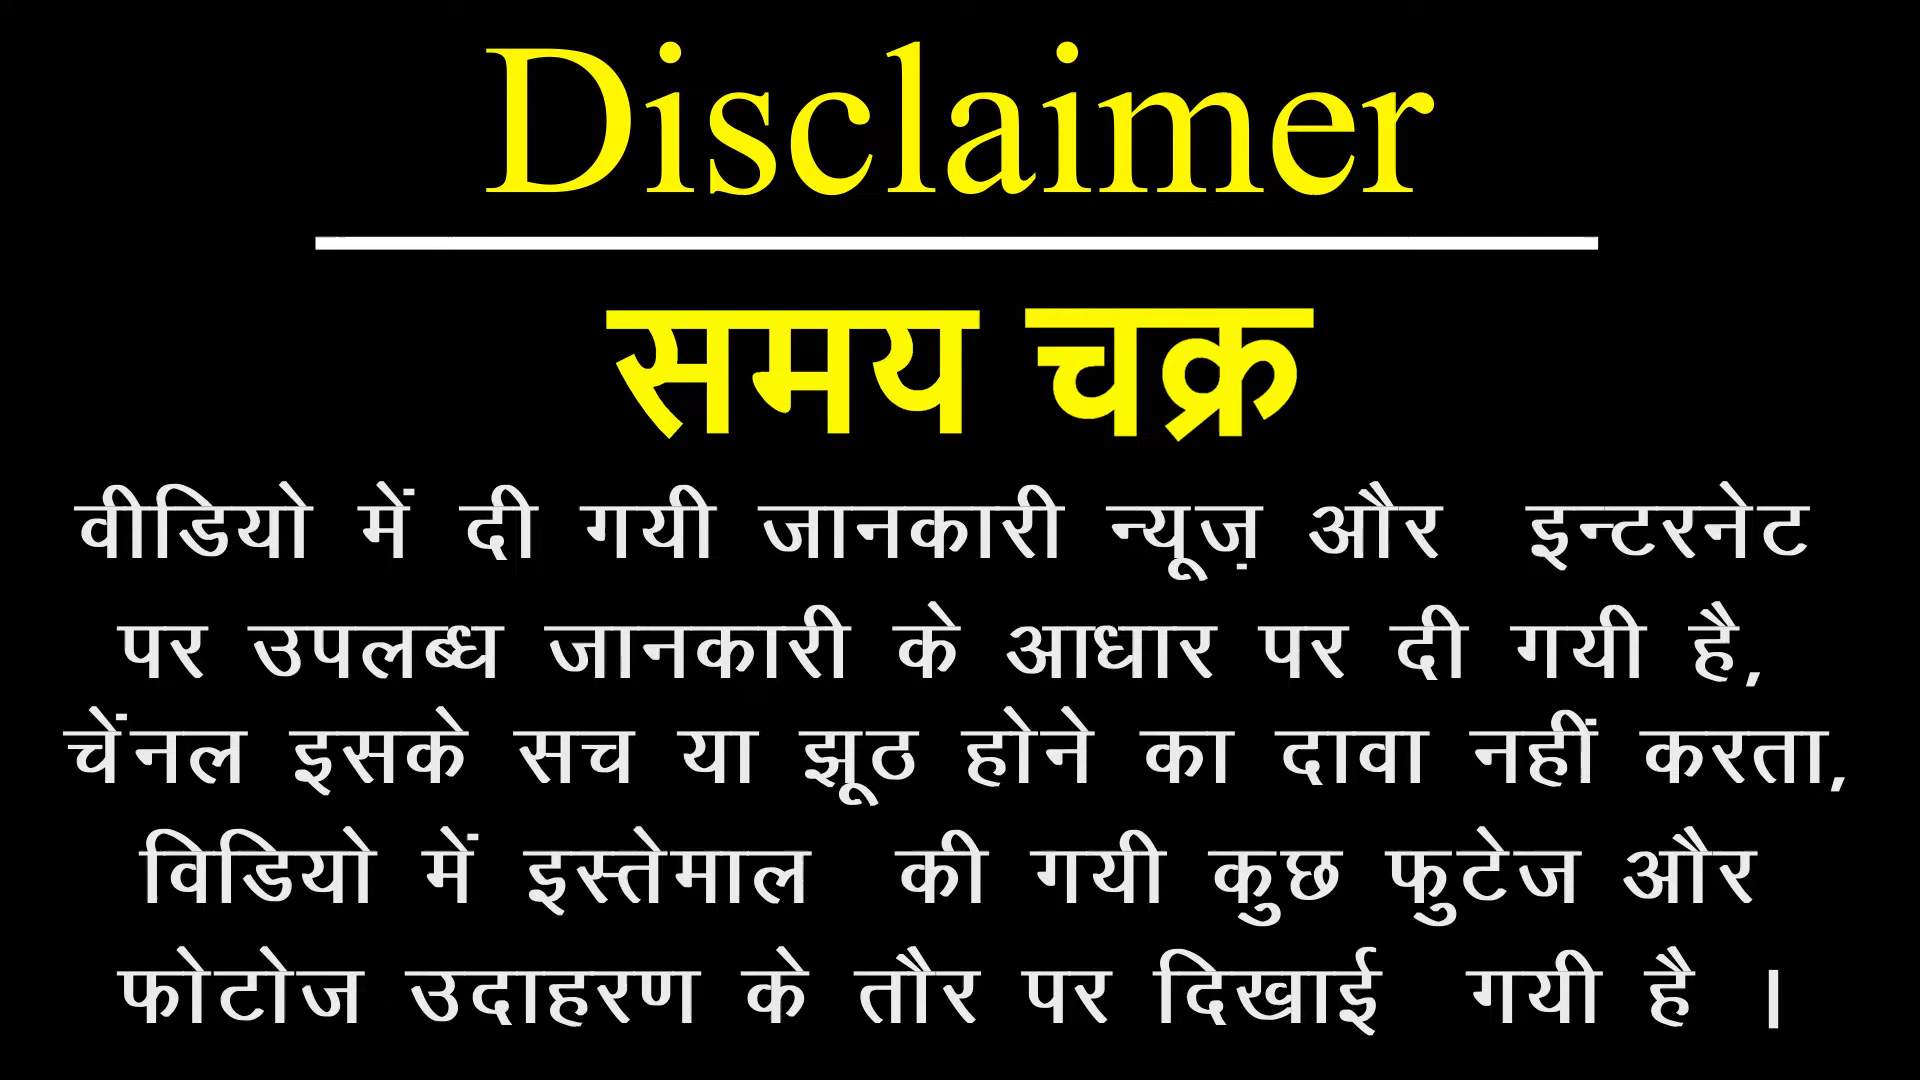 Disclaimer
समय चक्र
वीडियो में दी गयी जानकारी न्यूज़ और इन्टरनेट
पर उपलब्ध जानकारी के आधार पर दी गयी है,
चेंनल इसके सच या झूठ होने का दावा नहीं करता,
विडियो में इस्तेमाल की गयी कुछ फुटेज और
फोटोज उदाहरण के तौर पर दिखाई गयी है ।